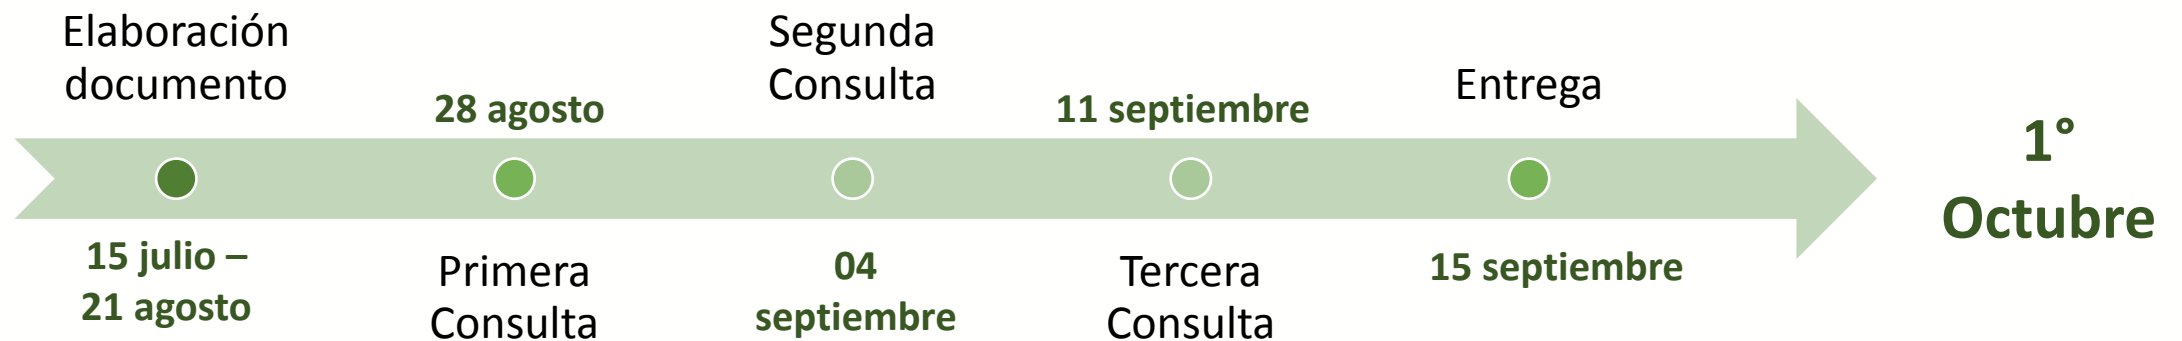 Elaboración
documento
15 julio –
21 agosto
28 agosto
Primera
Consulta
Segunda
Consulta
04
septiembre
11 septiembre
Tercera
Consulta
Entrega
15 septiembre
1°
Octubre